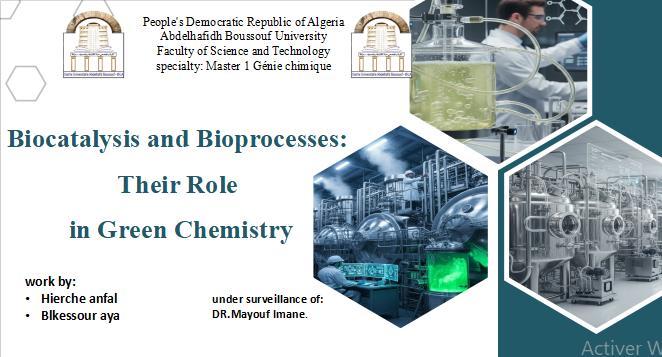 People's Democratic Republic of Algeria
Abdelhafidh Boussouf University
Faculty of Science and Technology
specialty: Master 1 Génie chimique
Biocatalysis and Bioprocesses:
Their Role
in Green Chemistry
work by:
• Hierche anfal
• Blkessour aya
under surveillance of:
DR.Mayouf Imane.
Activer W